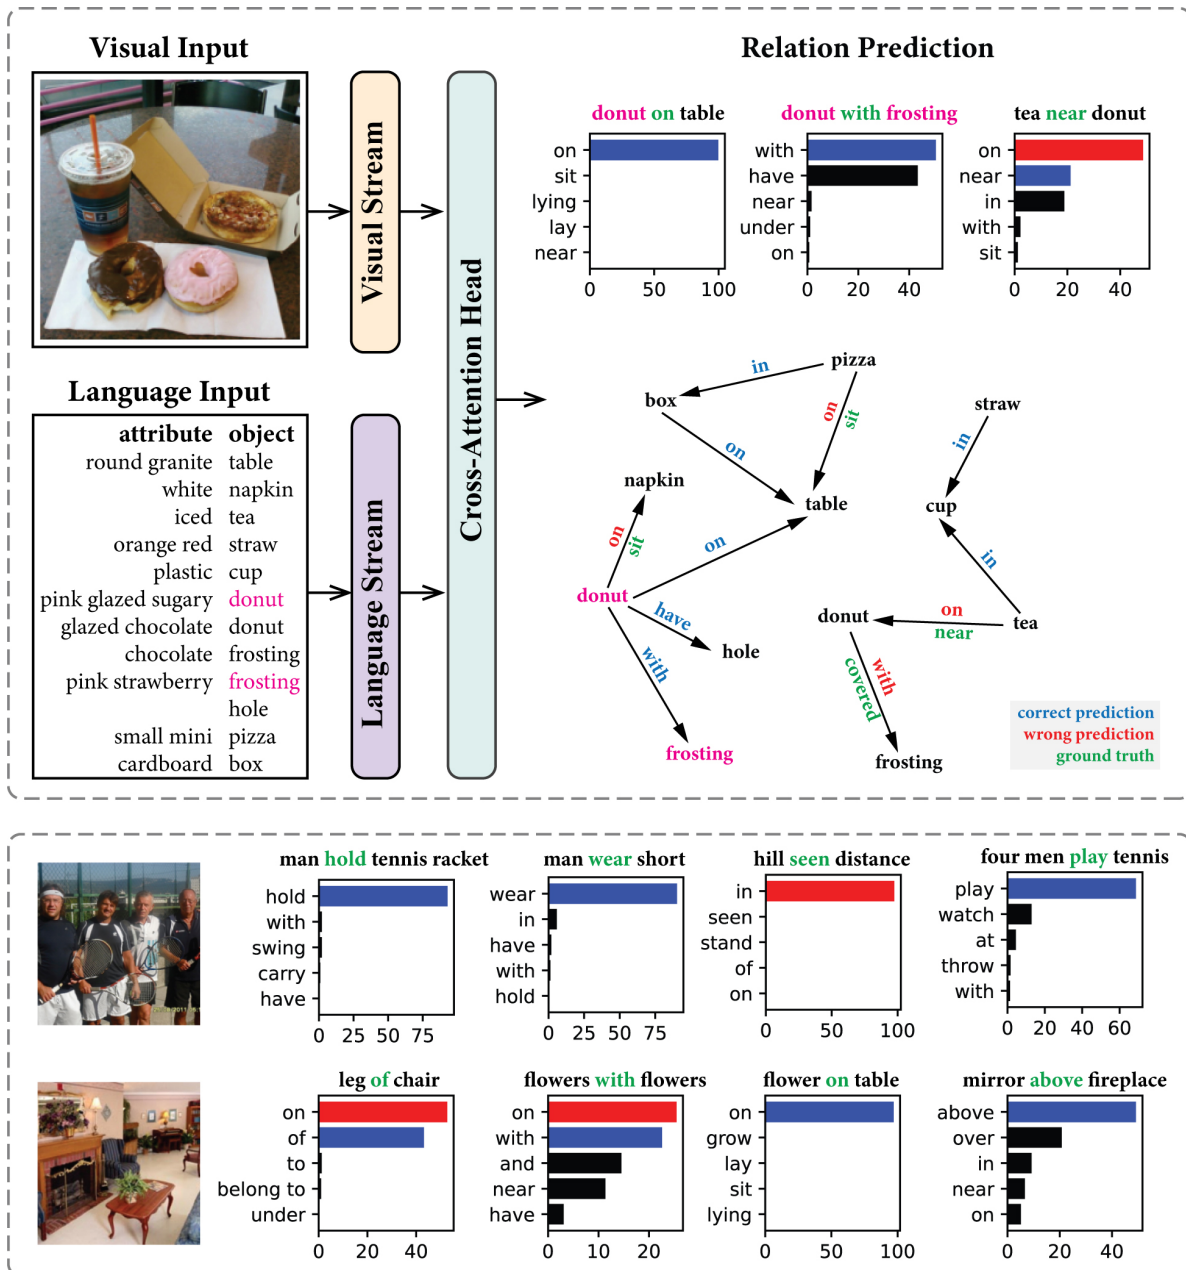 Visual Input
Relation Prediction
Visual Stream
Cross-Attention Head
Language Input
attribute object
round granite table
white napkin
iced tea
orange red straw
plastic cup
pink glazed sugary donut
glazed chocolate donut
chocolate frosting
pink strawberry frosting
hole
small mini pizza
cardboard box
Language Stream
donut on table
on
sit
lying
lay
near
0 50 100
donut with frosting
with
have
near
under
on
0 20 40
tea near donut
on
near
in
with
sit
0 20 40
pizza
in
box
on
sit
straw
on
in
napkin
table
cup
on
sit
on
in
donut
have
donut
on
near
tea
hole
with
with
covered
frosting
frosting
correct prediction
wrong prediction
ground truth
man hold tennis racket
hold
with
swing
carry
have
0 25 50 75
man wear short
wear
in
have
with
hold
0 25 50 75
hill seen distance
in
seen
stand
of
on
0 50 100
four men play tennis
play
watch
at
throw
with
0 20 40 60
leg of chair
on
of
to
belong to
under
0 20 40
flowers with flowers
on
with
and
near
have
0 10 20
flower on table
on
grow
lay
sit
lying
0 50 100
mirror above fireplace
above
over
in
near
on
0 20 40